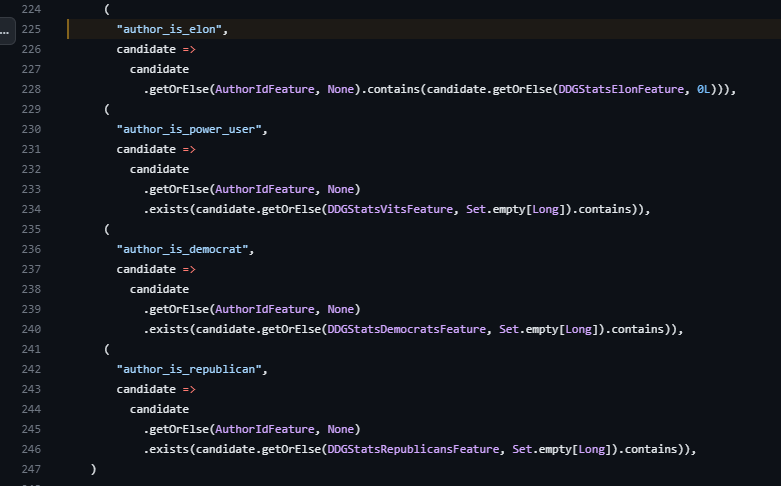 224 (
... 225 "author_is_elon",
226 candidate =>
227 candidate
228 .getOrElse(AuthorIdFeature, None).contains(candidate.getOrElse(DDGStatsElonFeature, 0L))),
229 (
230 "author_is_power_user",
231 candidate =>
232 candidate
233 .getOrElse(AuthorIdFeature, None)
234 .exists(candidate.getOrElse(DDGStatsVitsFeature, Set.empty[Long]).contains)),
235 (
236 "author_is_democrat",
237 candidate =>
238 candidate
239 .getOrElse(AuthorIdFeature, None)
240 .exists(candidate.getOrElse(DDGStatsDemocratsFeature, Set.empty[Long]).contains)),
241 (
242 "author_is_republican",
243 candidate =>
244 candidate
245 .getOrElse(AuthorIdFeature, None)
246 .exists(candidate.getOrElse(DDGStatsRepublicansFeature, Set.empty[Long]).contains)),
247 )